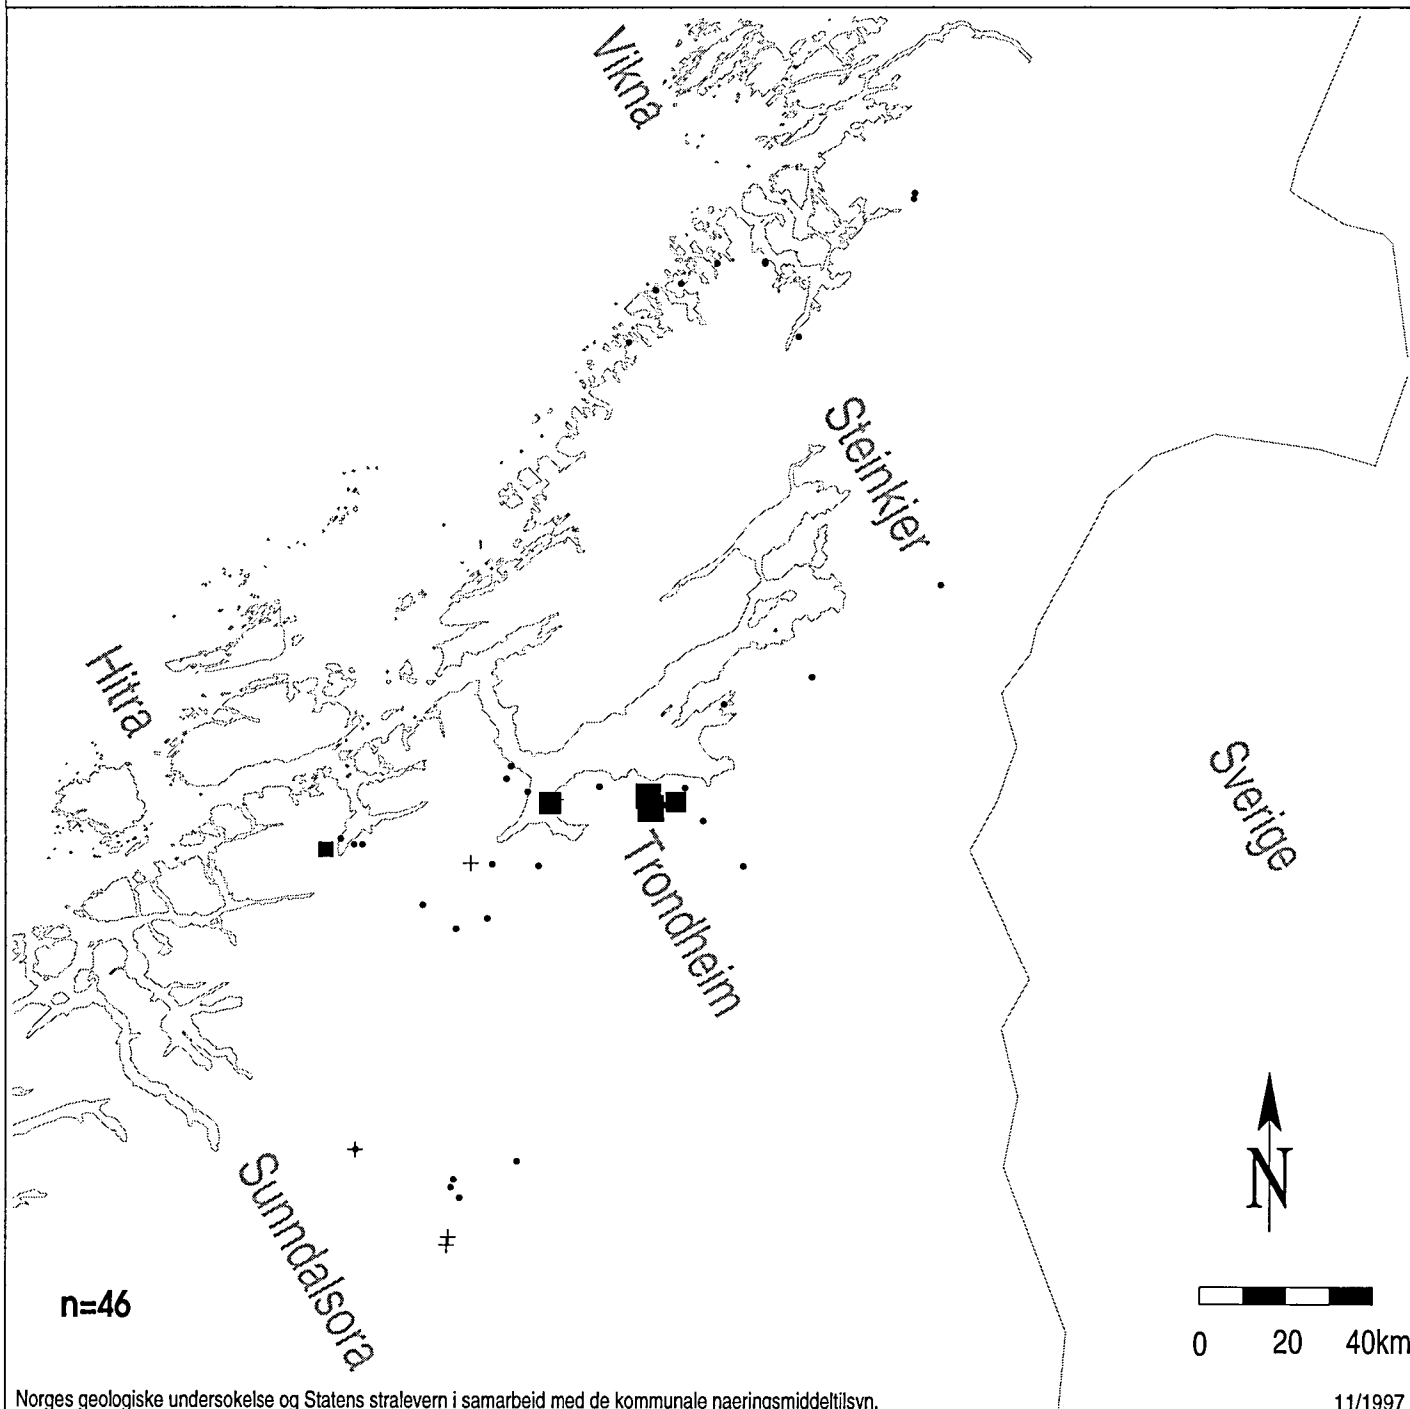 Vikna
Steinkjer
Hitra
Sverige
Trondheim
Sunndalsora
N
n=46
0 20 40km
Norges geologiske undersokelse og Statens stralevern i samarbeid med de kommunale naeringsmiddeltilsyn.
11/1997